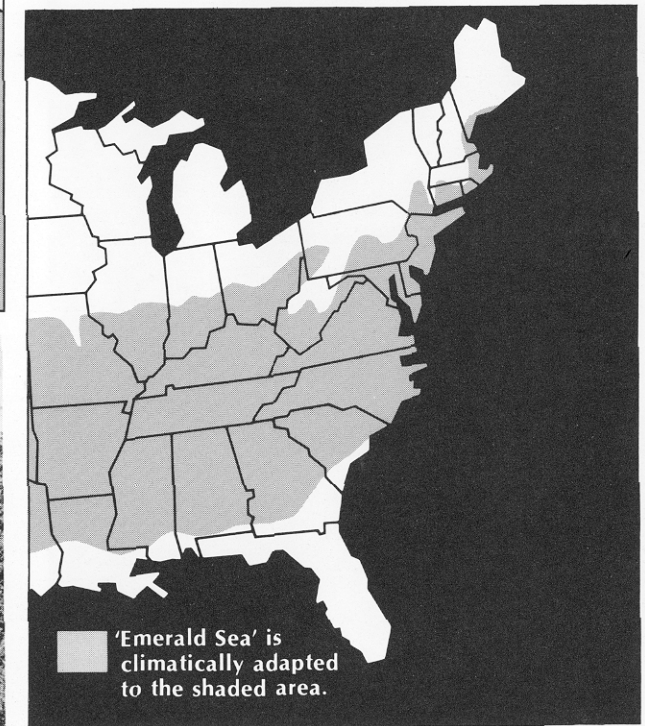 'Emerald Sea' is
climatically adapted
to the shaded area.